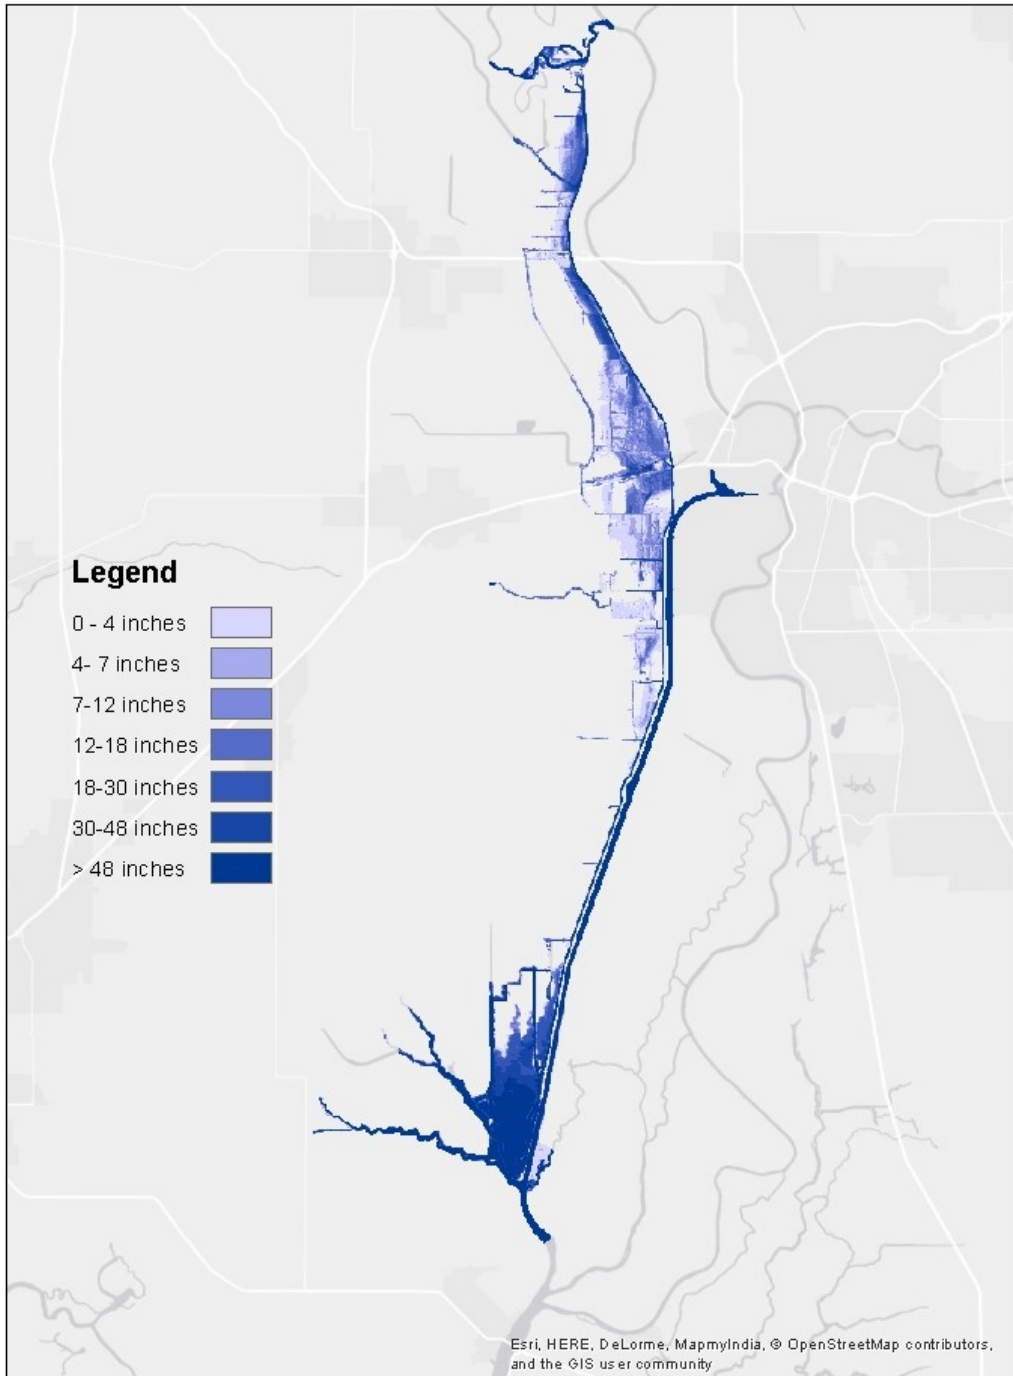 Legend
0 - 4 inches
4- 7 inches
7-12 inches
12-18 inches
18-30 inches
30-48 inches
> 48 inches
Esri, HERE, DeLorme, MapmyIndia, © OpenStreetMap contributors,
and the GIS user community